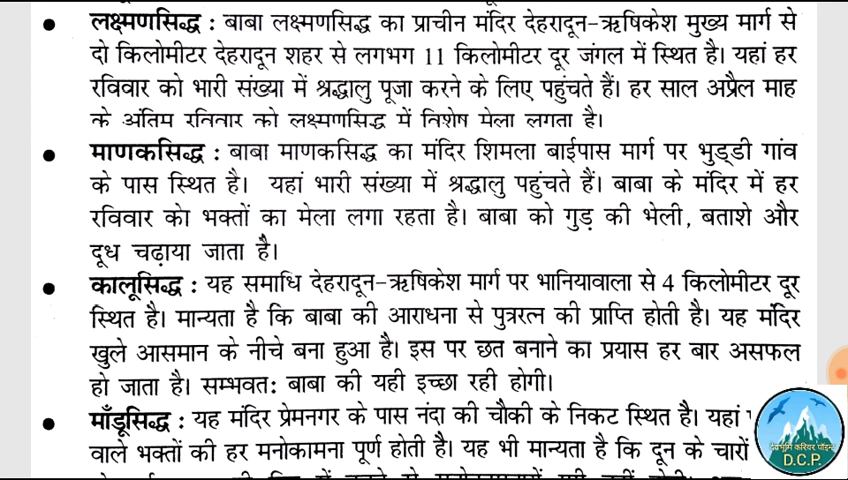 लक्ष्मणसिद्ध : बाबा लक्ष्मणसिद्ध का प्राचीन मंदिर देहरादून-ऋषिकेश मुख्य मार्ग से
दो किलोमीटर देहरादून शहर से लगभग 11 किलोमीटर दूर जंगल में स्थित है। यहां हर
रविवार को भारी संख्या में श्रद्धालु पूजा करने के लिए पहुंचते हैं। हर साल अप्रैल माह
के अंतिम रविवार को लक्ष्मणसिद्ध में विशेष मेला लगता है।
माणकसिद्ध : बाबा माणकसिद्ध का मंदिर शिमला बाईपास मार्ग पर भुड्डी गांव
के पास स्थित है। यहां भारी संख्या में श्रद्धालु पहुंचते हैं। बाबा के मंदिर में हर
रविवार को भक्तों का मेला लगा रहता है। बाबा को गुड़ की भेली, बताशे और
दूध चढ़ाया जाता है।
कालूसिद्ध : यह समाधि देहरादून-ऋषिकेश मार्ग पर भानियावाला से 4 किलोमीटर दूर
स्थित है। मान्यता है कि बाबा की आराधना से पुत्ररत्न की प्राप्ति होती है। यह मंदिर
खुले आसमान के नीचे बना हुआ है। इस पर छत बनाने का प्रयास हर बार असफल
हो जाता है। सम्भवत: बाबा की यही इच्छा रही होगी।
माँडूसिद्ध : यह मंदिर प्रेमनगर के पास नंदा की चौकी के निकट स्थित है। यहां
वाले भक्तों की हर मनोकामना पूर्ण होती है। यह भी मान्यता है कि दून के चारों
देवभूमि करियर पॉइन्ट
D.C.P.